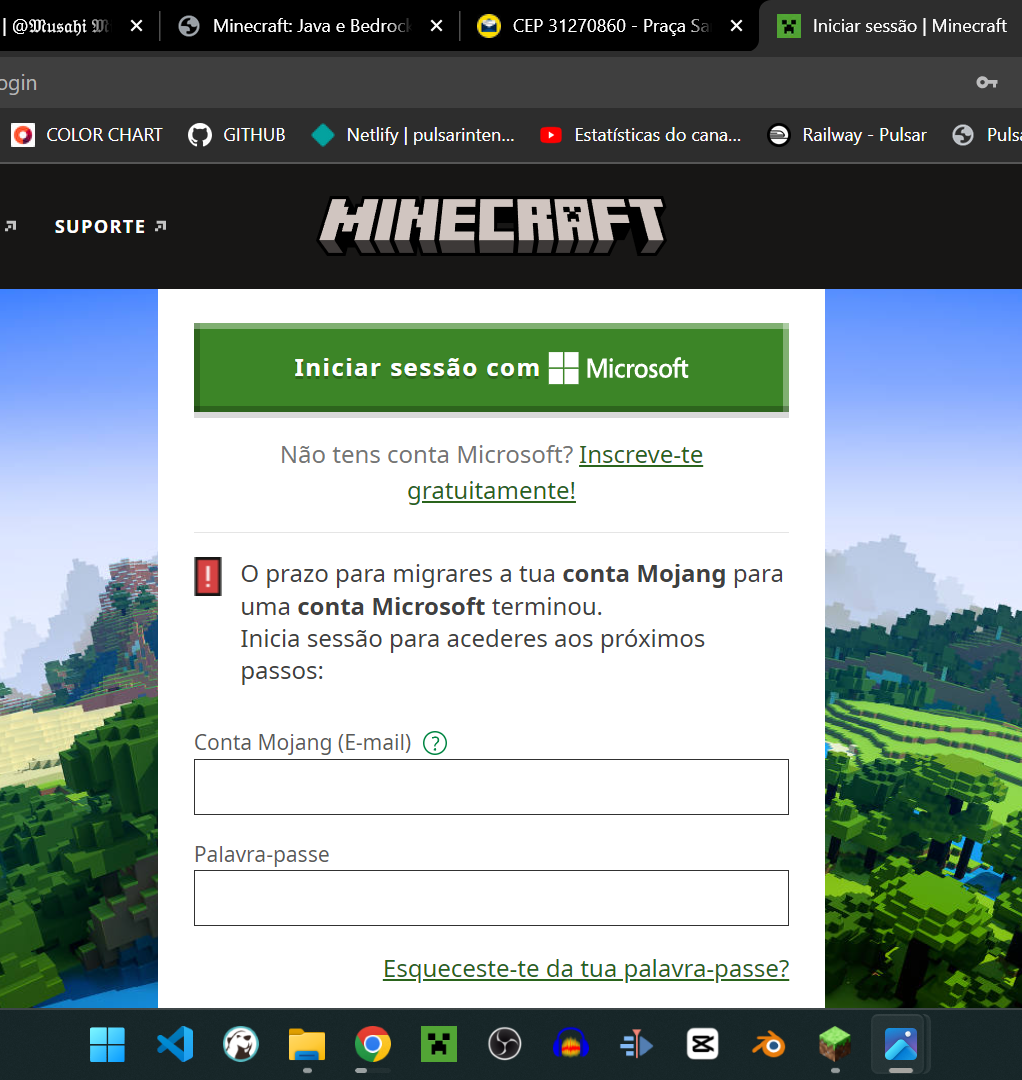 | @𝔐𝔲𝔰𝔞𝔥𝔦
Minecraft: Java e Bedrock
CEP 31270860 - Praça Sa
Iniciar sessão | Minecraft
ogin
COLOR CHART
GITHUB
Netlify | pulsarinten...
Estatísticas do cana...
Railway - Pulsar
Pulsa
SUPORTE
MINECRAFT
Iniciar sessão com Microsoft
Não tens conta Microsoft? Inscreve-te
gratuitamente!
O prazo para migrares a tua conta Mojang para
uma conta Microsoft terminou.
Inicia sessão para acederes aos próximos
passos:
Conta Mojang (E-mail) ?
Palavra-passe
Esqueceste-te da tua palavra-passe?